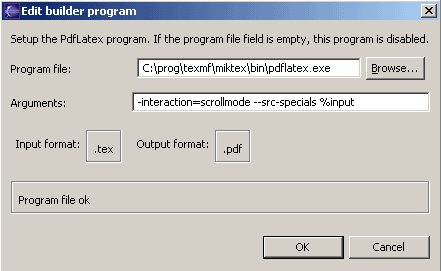 Edit builder program
Setup the PdfLatex program. If the program file field is empty, this program is disabled.
Program file: C:\prog\texmf\miktex\bin\pdflatex.exe Browse...
Arguments: -interaction=scrollmode --src-specials %input
Input format: .tex Output format: .pdf
Program file ok
OK Cancel